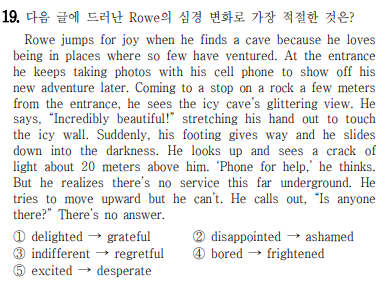 19. 다음 글에 드러난 Rowe의 심경 변화로 가장 적절한 것은?
Rowe jumps for joy when he finds a cave because he loves
being in places where so few have ventured. At the entrance
he keeps taking photos with his cell phone to show off his
new adventure later. Coming to a stop on a rock a few meters
from the entrance, he sees the icy cave's glittering view. He
says, “Incredibly beautiful!” stretching his hand out to touch
the icy wall. Suddenly, his footing gives way and he slides
down into the darkness. He looks up and sees a crack of
light about 20 meters above him. ‘Phone for help,’ he thinks.
But he realizes there's no service this far underground. He
tries to move upward but he can't. He calls out, “Is anyone
there?” There's no answer.
① delighted → grateful ② disappointed → ashamed
③ indifferent → regretful ④ bored → frightened
⑤ excited → desperate